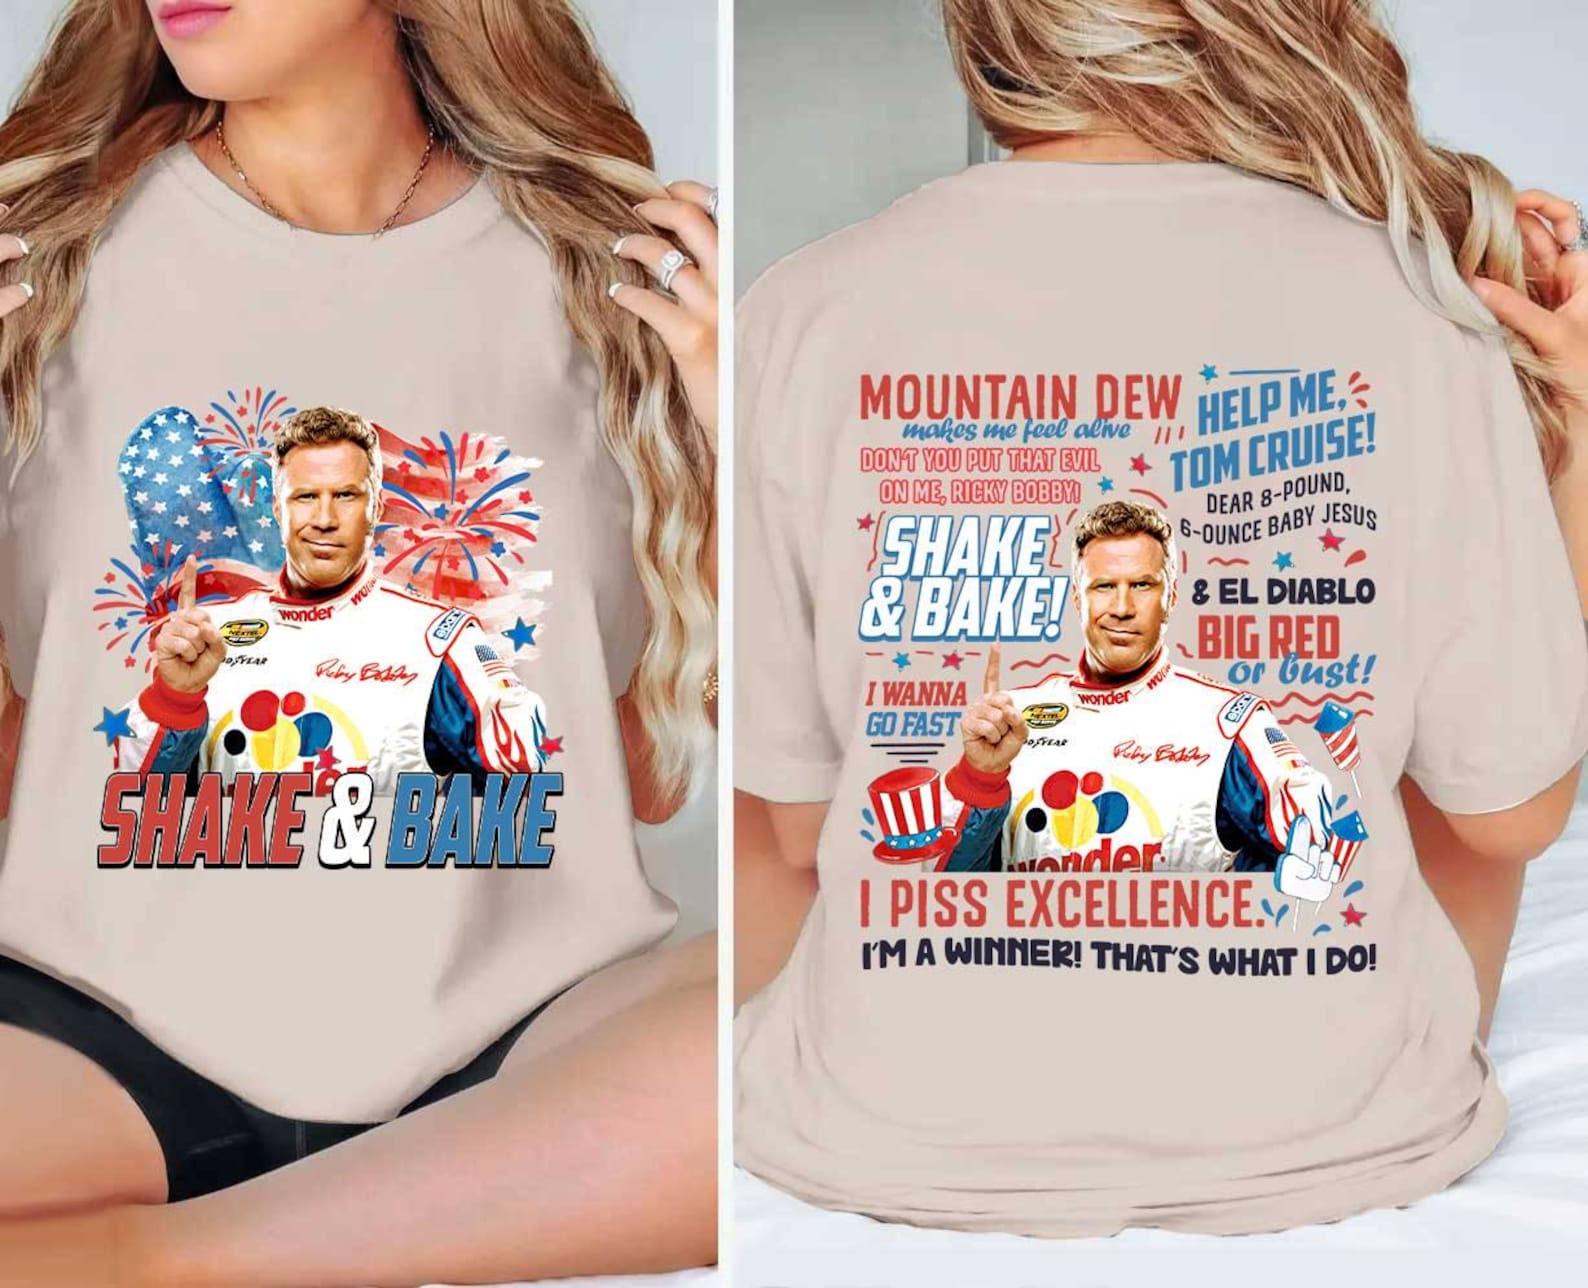 wonder
NEXTEL
Ricky Bobby
SHAKE & BAKE
MOUNTAIN DEW
makes me feel alive
DON'T YOU PUT THAT EVIL
ON ME, RICKY BOBBY!
SHAKE
& BAKE!
I WANNA
GO FAST
HELP ME,
TOM CRUISE!
DEAR 8-POUND,
6-OUNCE BABY JESUS
& EL DIABLO
BIG RED
or bust!
wonder
Ricky Bobby
wonder
I PISS EXCELLENCE.
I'M A WINNER! THAT'S WHAT I DO!